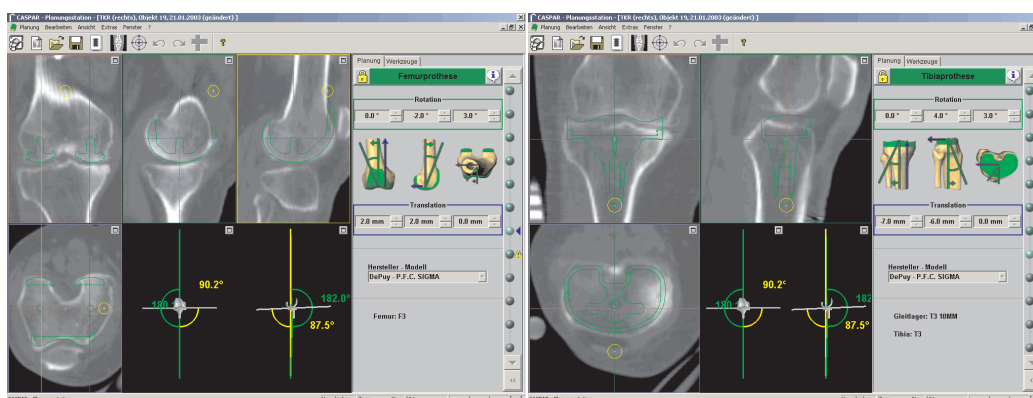 CASPAR - Planungsstation - [TKR (rechts), Objekt 19, 21.01.2003 (geändert) ]
Planung Bearbeiten Ansicht Extras Fenster ?
Planung Werkzeuge
Femurprothese
Rotation
0.0 ° -2.0 ° 3.0 °
Translation
2.0 mm 2.0 mm 0.0 mm
Hersteller - Modell
DePuy - P.F.C. SIGMA
Femur: F3
90.2°
182.0°
87.5°
CASPAR - Planungsstation - [TKR (rechts), Objekt 19, 21.01.2003 (geändert) ]
Planung Bearbeiten Ansicht Extras Fenster ?
Planung Werkzeuge
Tibiaprothese
Rotation
0.0 ° 4.0 ° 3.0 °
Translation
-7.0 mm -6.0 mm 0.0 mm
Hersteller - Modell
DePuy - P.F.C. SIGMA
Gleitlager: T3 10MM
Tibia: T3
90.2°
182.0
87.5°